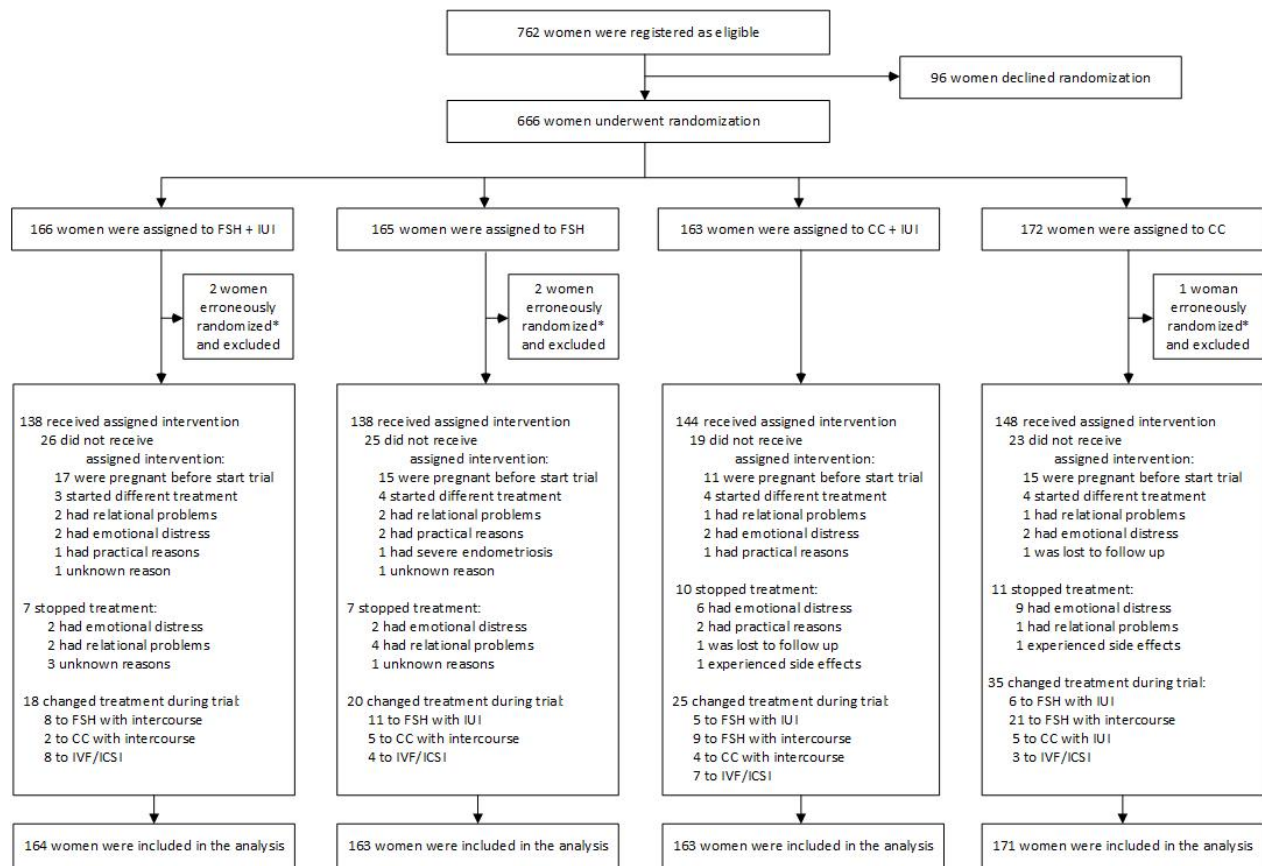 762 women were registered as eligible
96 women declined randomization
666 women underwent randomization
166 women were assigned to FSH + IUI
165 women were assigned to FSH
163 women were assigned to CC + IUI
172 women were assigned to CC
2 women
erroneously
randomized*
and excluded
2 women
erroneously
randomized*
and excluded
1 woman
erroneously
randomized*
and excluded
138 received assigned intervention
26 did not receive
assigned intervention:
17 were pregnant before start trial
3 started different treatment
2 had relational problems
2 had emotional distress
1 had practical reasons
1 unknown reason
7 stopped treatment:
2 had emotional distress
2 had relational problems
3 unknown reasons
18 changed treatment during trial:
8 to FSH with intercourse
2 to CC with intercourse
8 to IVF/ICSI
138 received assigned intervention
25 did not receive
assigned intervention:
15 were pregnant before start trial
4 started different treatment
2 had relational problems
2 had practical reasons
1 had severe endometriosis
1 unknown reason
7 stopped treatment:
2 had emotional distress
4 had relational problems
1 unknown reasons
20 changed treatment during trial:
11 to FSH with IUI
5 to CC with intercourse
4 to IVF/ICSI
144 received assigned intervention
19 did not receive
assigned intervention:
11 were pregnant before start trial
4 started different treatment
1 had relational problems
2 had emotional distress
1 had practical reasons
10 stopped treatment:
6 had emotional distress
2 had practical reasons
1 was lost to follow up
1 experienced side effects
25 changed treatment during trial:
5 to FSH with IUI
9 to FSH with intercourse
4 to CC with intercourse
7 to IVF/ICSI
148 received assigned intervention
23 did not receive
assigned intervention:
15 were pregnant before start trial
4 started different treatment
1 had relational problems
2 had emotional distress
1 was lost to follow up
11 stopped treatment:
9 had emotional distress
1 had relational problems
1 experienced side effects
35 changed treatment during trial:
6 to FSH with IUI
21 to FSH with intercourse
5 to CC with IUI
3 to IVF/ICSI
164 women were included in the analysis
163 women were included in the analysis
163 women were included in the analysis
171 women were included in the analysis